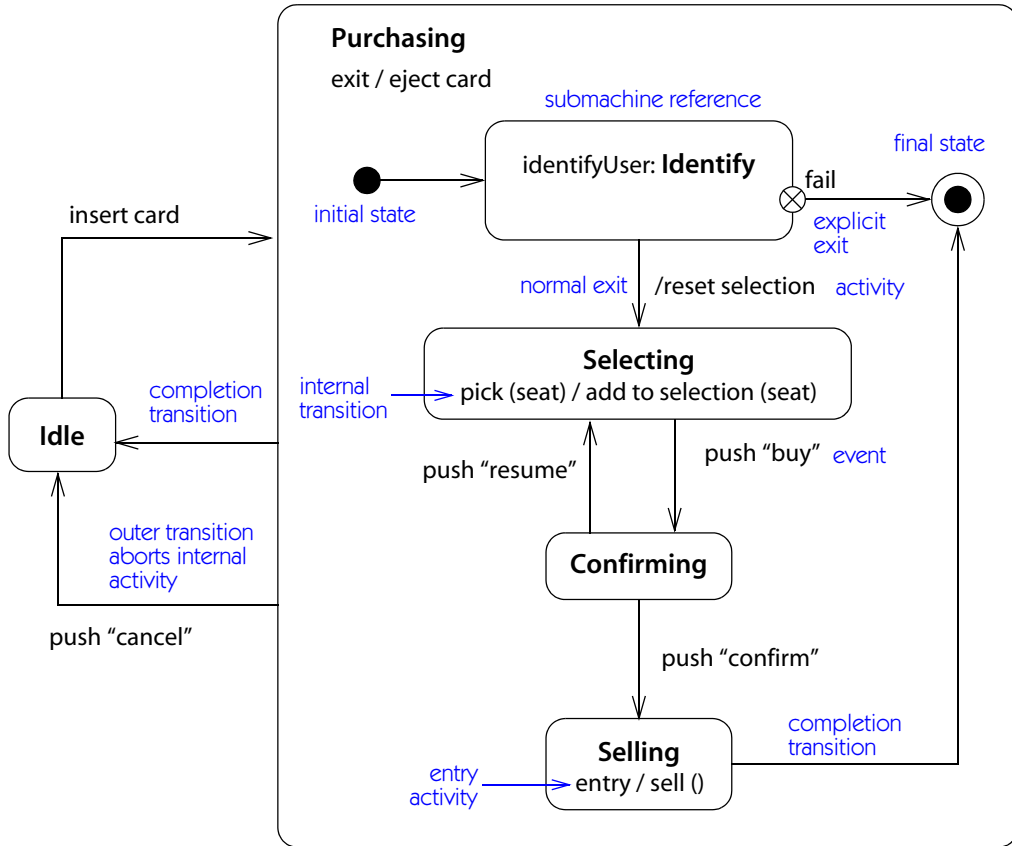 Purchasing
exit / eject card
submachine reference
identifyUser: Identify
final state
fail
initial state
explicit
exit
insert card
normal exit
/reset selection
activity
Selecting
pick (seat) / add to selection (seat)
internal
transition
completion
transition
Idle
push “resume”
push “buy”
event
outer transition
aborts internal
activity
Confirming
push “cancel”
push “confirm”
completion
transition
Selling
entry / sell ()
entry
activity